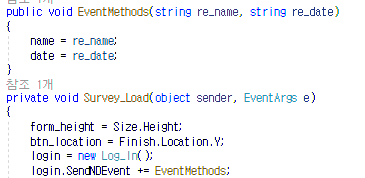 참조 1개
public void EventMethods(string re_name, string re_date)
{
name = re_name;
date = re_date;
}
참조 1개
private void Survey_Load(object sender, EventArgs e)
{
form_height = Size.Height;
btn_location = Finish.Location.Y;
login = new Log_In();
login.SendNDEvent += EventMethods;